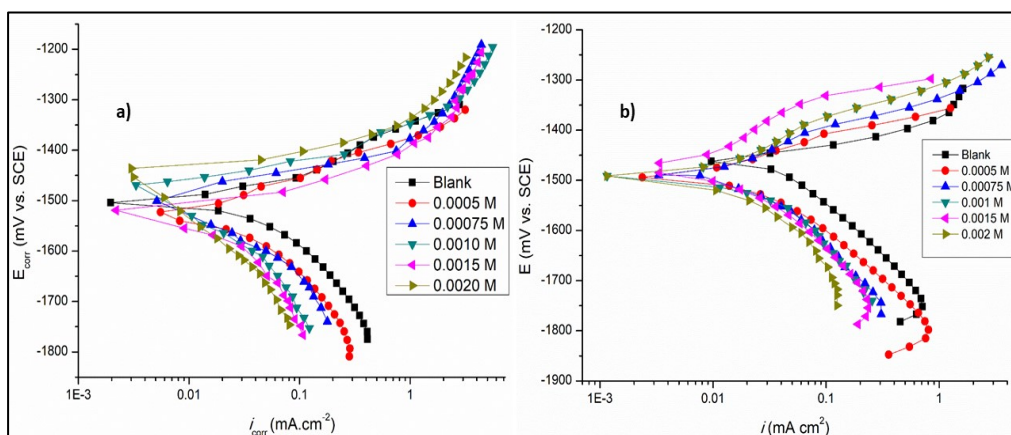 a)
-1200
-1300
-1400
-1500
-1600
-1700
-1800
E_corr (mV vs. SCE)
1E-3
0.01
0.1
1
i_corr (mA.cm⁻²)
Blank
0.0005 M
0.00075 M
0.0010 M
0.0015 M
0.0020 M
b)
-1200
-1300
-1400
-1500
-1600
-1700
-1800
-1900
E (mV vs. SCE)
1E-3
0.01
0.1
1
i (mA cm²)
Blank
0.0005 M
0.00075 M
0.001 M
0.0015 M
0.002 M